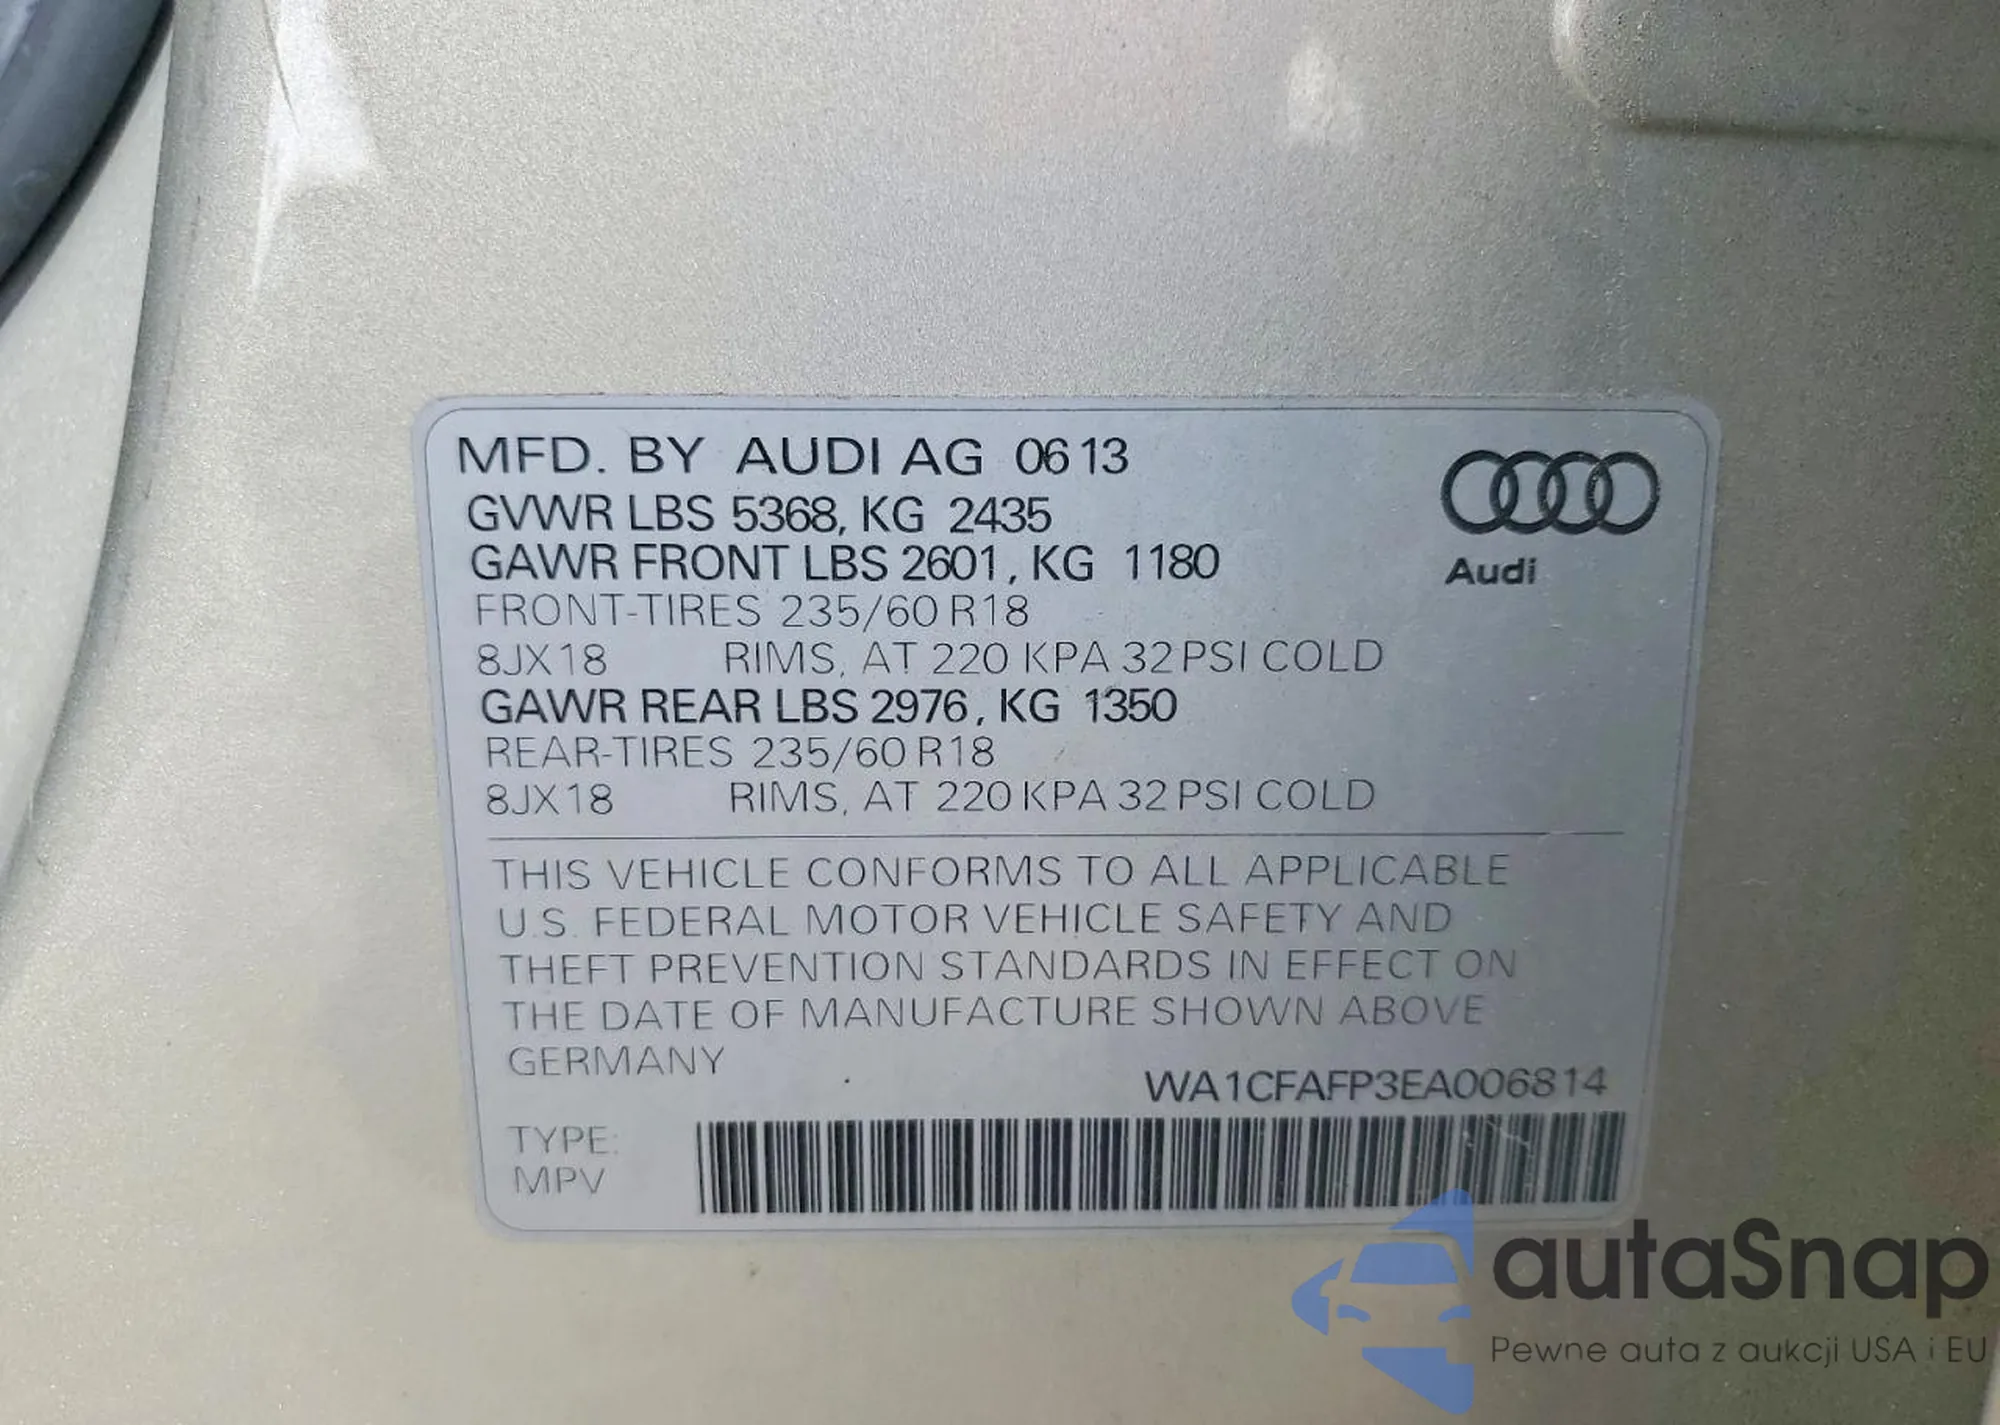 MFD. BY AUDI AG 0613
GVWR LBS 5368, KG 2435
GAWR FRONT LBS 2601, KG 1180
FRONT-TIRES 235/60 R18
8JX18 RIMS, AT 220 KPA 32 PSI COLD
GAWR REAR LBS 2976, KG 1350
REAR-TIRES 235/60 R18
8JX18 RIMS, AT 220 KPA 32 PSI COLD
Audi
THIS VEHICLE CONFORMS TO ALL APPLICABLE
U.S. FEDERAL MOTOR VEHICLE SAFETY AND
THEFT PREVENTION STANDARDS IN EFFECT ON
THE DATE OF MANUFACTURE SHOWN ABOVE
GERMANY
WA1CFAFP3EA006814
TYPE:
MPV
autaSnap
Pewne auta z aukcji USA i EU